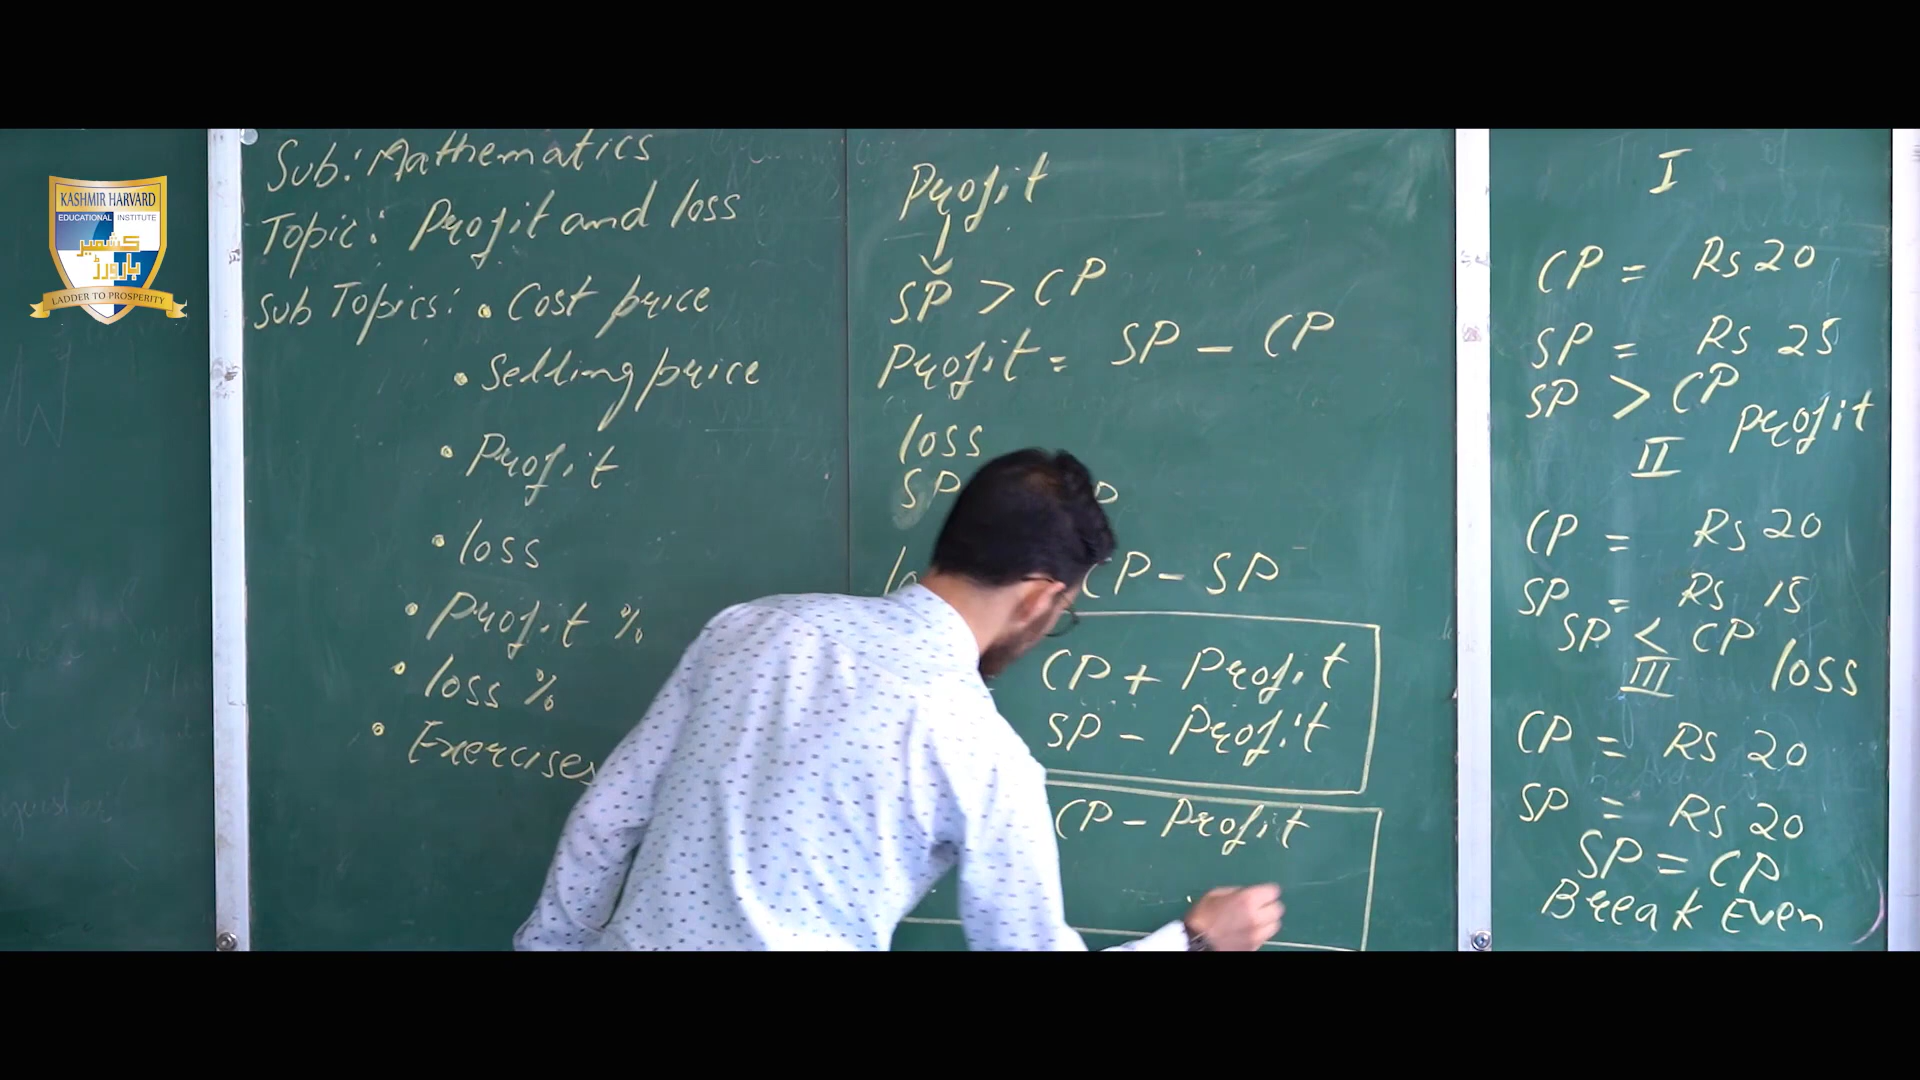 KASHMIR HARVARD
EDUCATIONAL INSTITUTE
کشمیر
ہارورڑ
LADDER TO PROSPERITY
Sub: Mathematics
Topic: Profit and loss
Sub Topics: • Cost price
• Selling price
• Profit
• loss
• Profit %
• loss %
• Exercises
Profit
SP > CP
Profit = SP - CP
loss
SP
CP - SP
CP + Profit
SP - Profit
CP - Profit
I
CP = Rs 20
SP = Rs 25
SP > CP Profit
II
CP = Rs 20
SP = Rs 15
SP < CP loss
III
CP = Rs 20
SP = Rs 20
SP = CP
Break Even